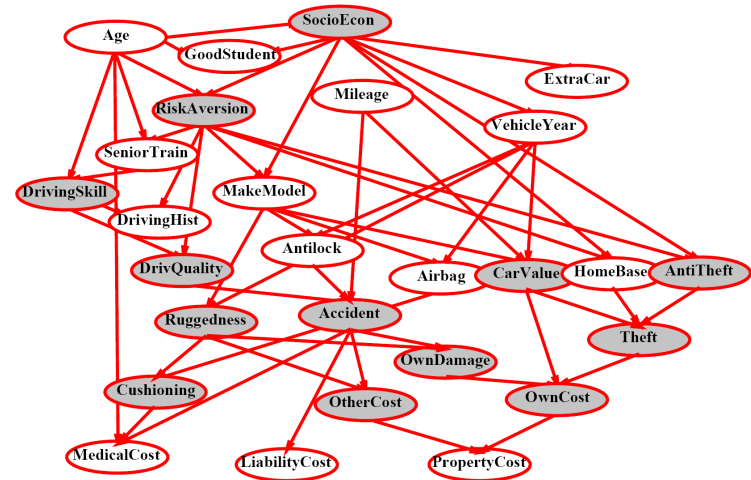 SocioEcon
Age
GoodStudent
ExtraCar
Mileage
RiskAversion
VehicleYear
SeniorTrain
DrivingSkill
MakeModel
DrivingHist
Antilock
DrivQuality
Airbag
CarValue
HomeBase
AntiTheft
Ruggedness
Accident
Theft
OwnDamage
Cushioning
OtherCost
OwnCost
MedicalCost
LiabilityCost
PropertyCost